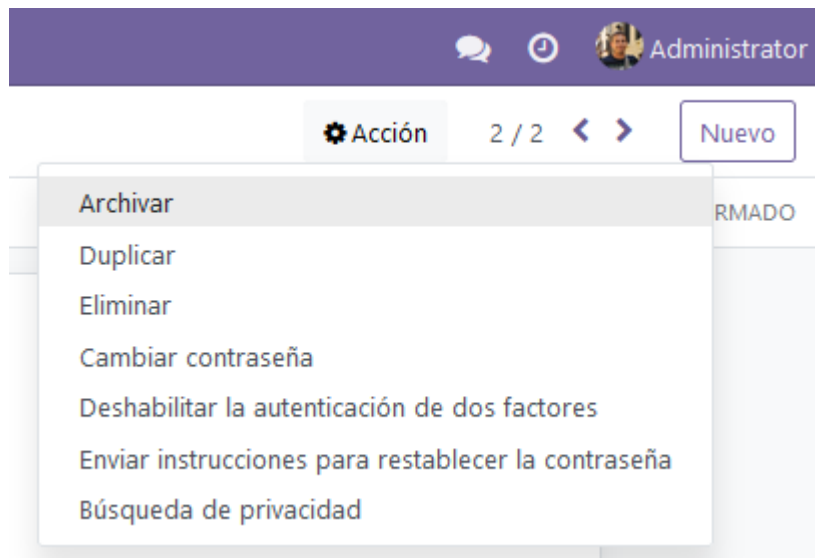 Administrator
Acción 2 / 2 Nuevo
Archivar
RMADO
Duplicar
Eliminar
Cambiar contraseña
Deshabilitar la autenticación de dos factores
Enviar instrucciones para restablecer la contraseña
Búsqueda de privacidad